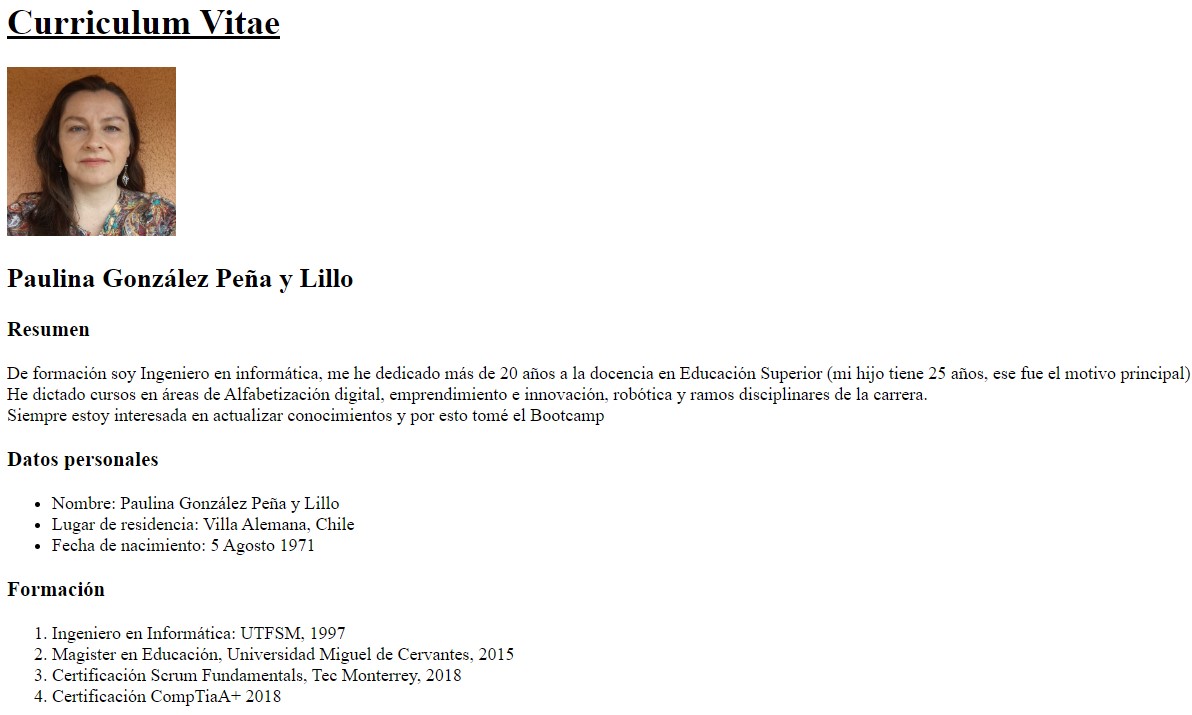 Curriculum Vitae
Paulina González Peña y Lillo
Resumen
De formación soy Ingeniero en informática, me he dedicado más de 20 años a la docencia en Educación Superior (mi hijo tiene 25 años, ese fue el motivo principal)
He dictado cursos en áreas de Alfabetización digital, emprendimiento e innovación, robótica y ramos disciplinares de la carrera.
Siempre estoy interesada en actualizar conocimientos y por esto tomé el Bootcamp
Datos personales
• Nombre: Paulina González Peña y Lillo
• Lugar de residencia: Villa Alemana, Chile
• Fecha de nacimiento: 5 Agosto 1971
Formación
1. Ingeniero en Informática: UTFSM, 1997
2. Magister en Educación, Universidad Miguel de Cervantes, 2015
3. Certificación Scrum Fundamentals, Tec Monterrey, 2018
4. Certificación CompTiaA+ 2018